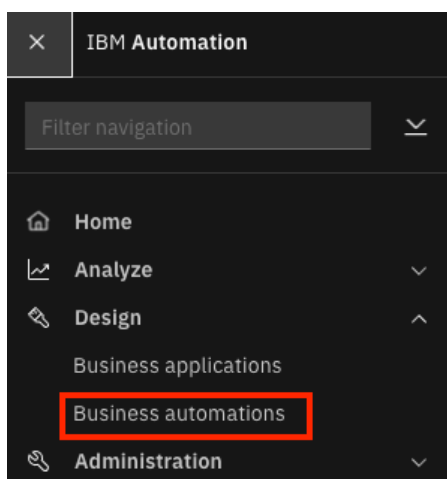 IBM Automation
Filter navigation
Home
Analyze
Design
Business applications
Business automations
Administration